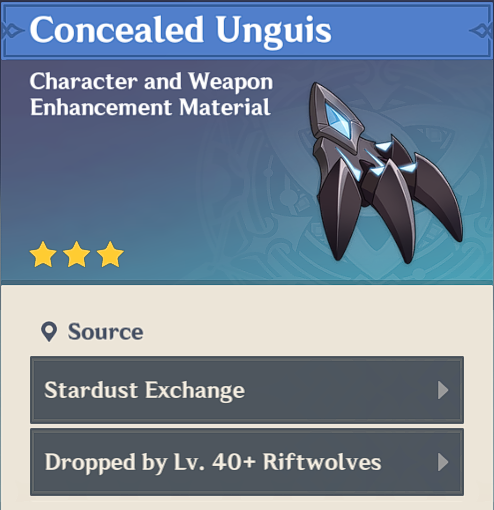 Concealed Unguis
Character and Weapon
Enhancement Material
Source
Stardust Exchange
Dropped by Lv. 40+ Riftwolves